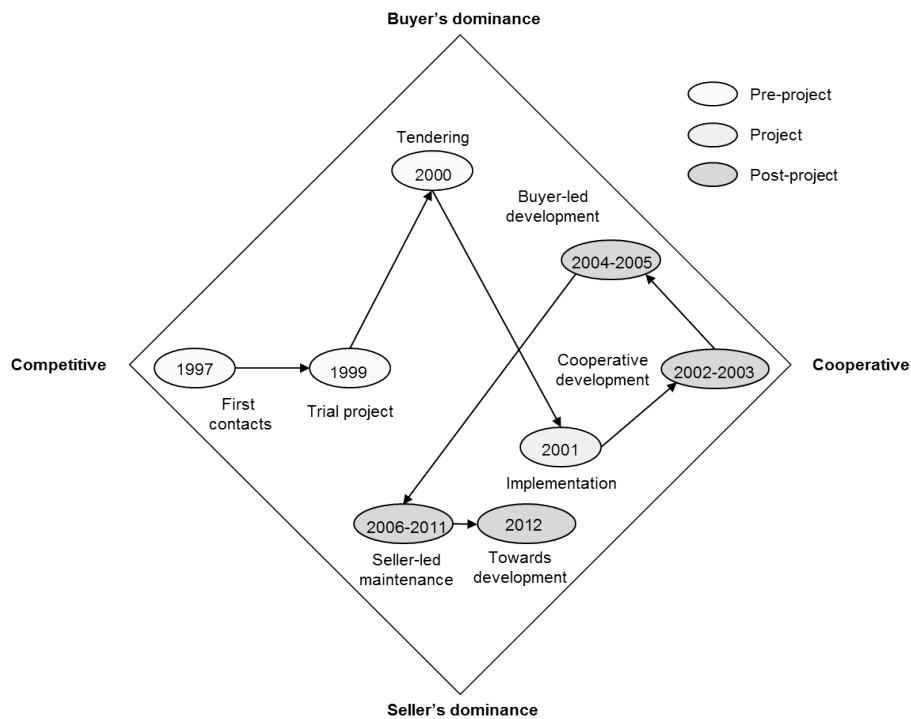 Buyer's dominance
Pre-project
Project
Post-project
Tendering
2000
Buyer-led
development
2004-2005
Competitive
1997
First
contacts
1999
Trial project
Cooperative
development
2002-2003
Cooperative
2001
Implementation
2006-2011
Seller-led
maintenance
2012
Towards
development
Seller's dominance